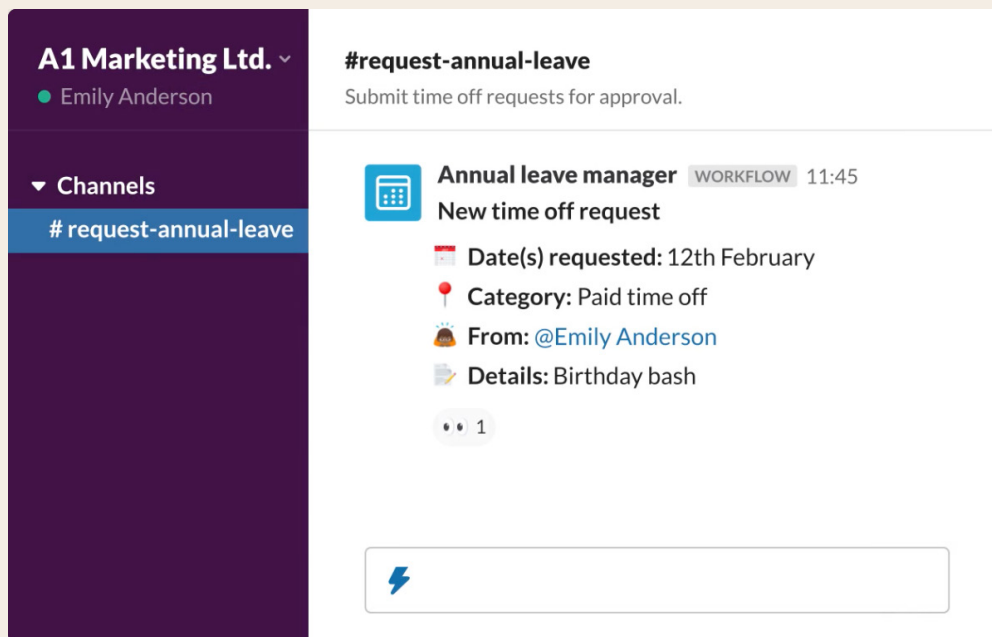 A1 Marketing Ltd.
Emily Anderson
Channels
# request-annual-leave
#request-annual-leave
Submit time off requests for approval.
Annual leave manager WORKFLOW 11:45
New time off request
Date(s) requested: 12th February
Category: Paid time off
From: @Emily Anderson
Details: Birthday bash
1